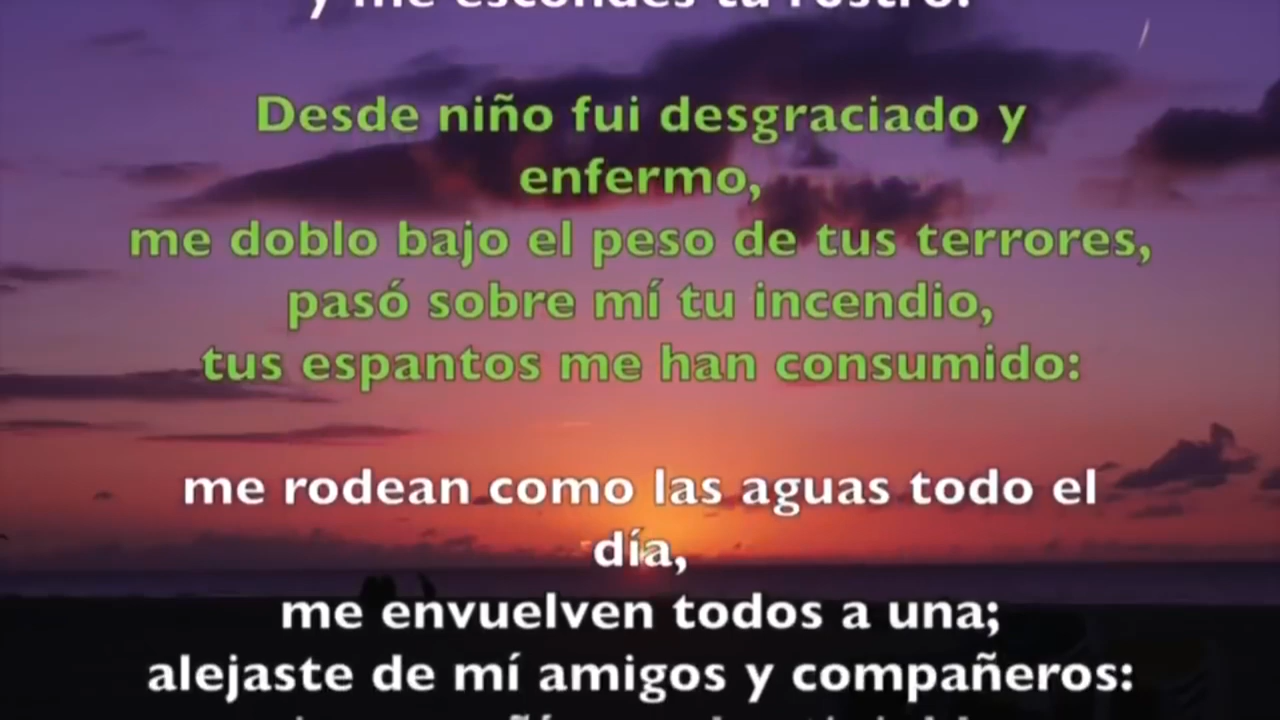 y me escondes tu rostro.
Desde niño fui desgraciado y
enfermo,
me doblo bajo el peso de tus terrores,
pasó sobre mí tu incendio,
tus espantos me han consumido:
me rodean como las aguas todo el
día,
me envuelven todos a una;
alejaste de mí amigos y compañeros: